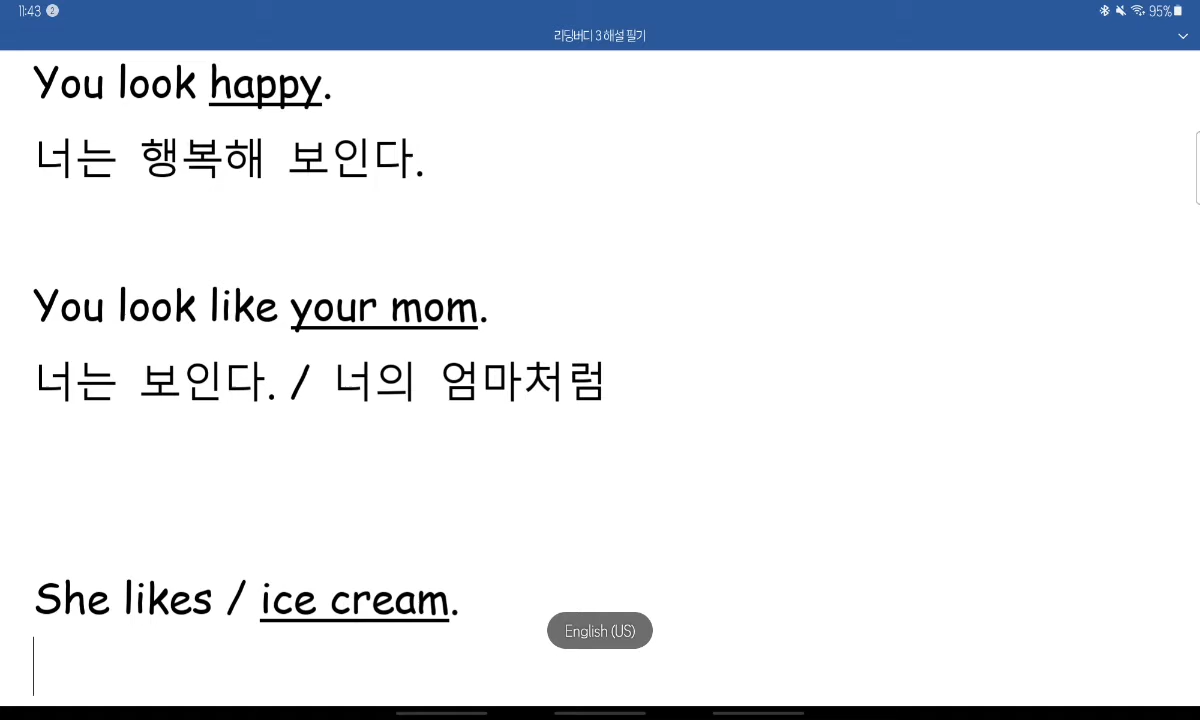 11:43 2
95%
리딩버디 3 해설 필기
You look happy.
너는 행복해 보인다.
You look like your mom.
너는 보인다. / 너의 엄마처럼
She likes / ice cream.
English (US)